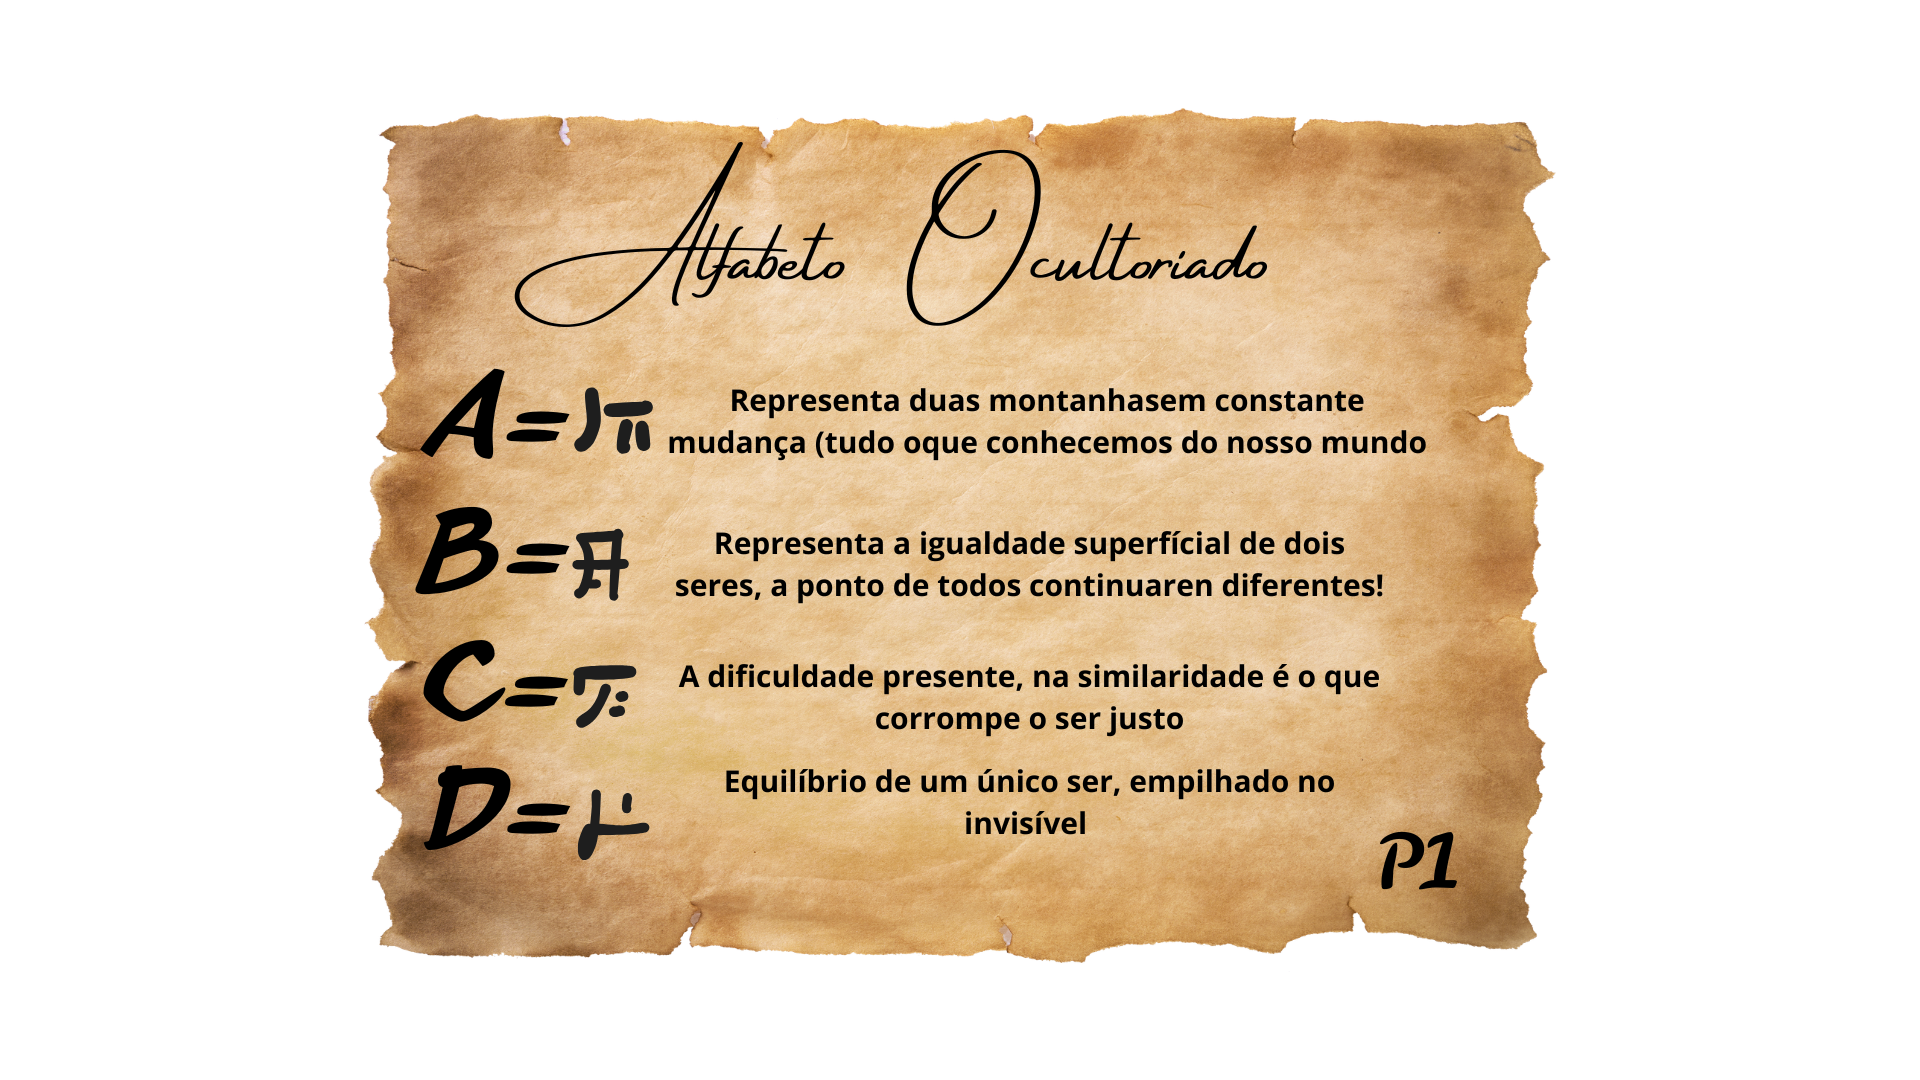 Alfabeto Ocultoriado
A=
Representa duas montanhasem constante
mudança (tudo oque conhecemos do nosso mundo
B=
Representa a igualdade superfícial de dois
seres, a ponto de todos continuaren diferentes!
C=
A dificuldade presente, na similaridade é o que
corrompe o ser justo
D=
Equilíbrio de um único ser, empilhado no
invisível
P1